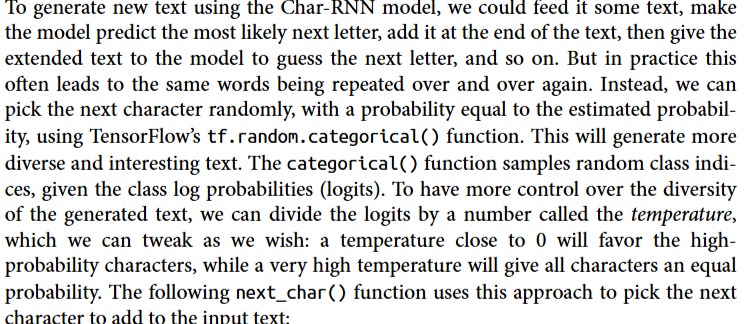 To generate new text using the Char-RNN model, we could feed it some text, make
the model predict the most likely next letter, add it at the end of the text, then give the
extended text to the model to guess the next letter, and so on. But in practice this
often leads to the same words being repeated over and over again. Instead, we can
pick the next character randomly, with a probability equal to the estimated probabil-
ity, using TensorFlow’s tf.random.categorical() function. This will generate more
diverse and interesting text. The categorical() function samples random class indi-
ces, given the class log probabilities (logits). To have more control over the diversity
of the generated text, we can divide the logits by a number called the temperature,
which we can tweak as we wish: a temperature close to 0 will favor the high-
probability characters, while a very high temperature will give all characters an equal
probability. The following next_char() function uses this approach to pick the next
character to add to the input text: